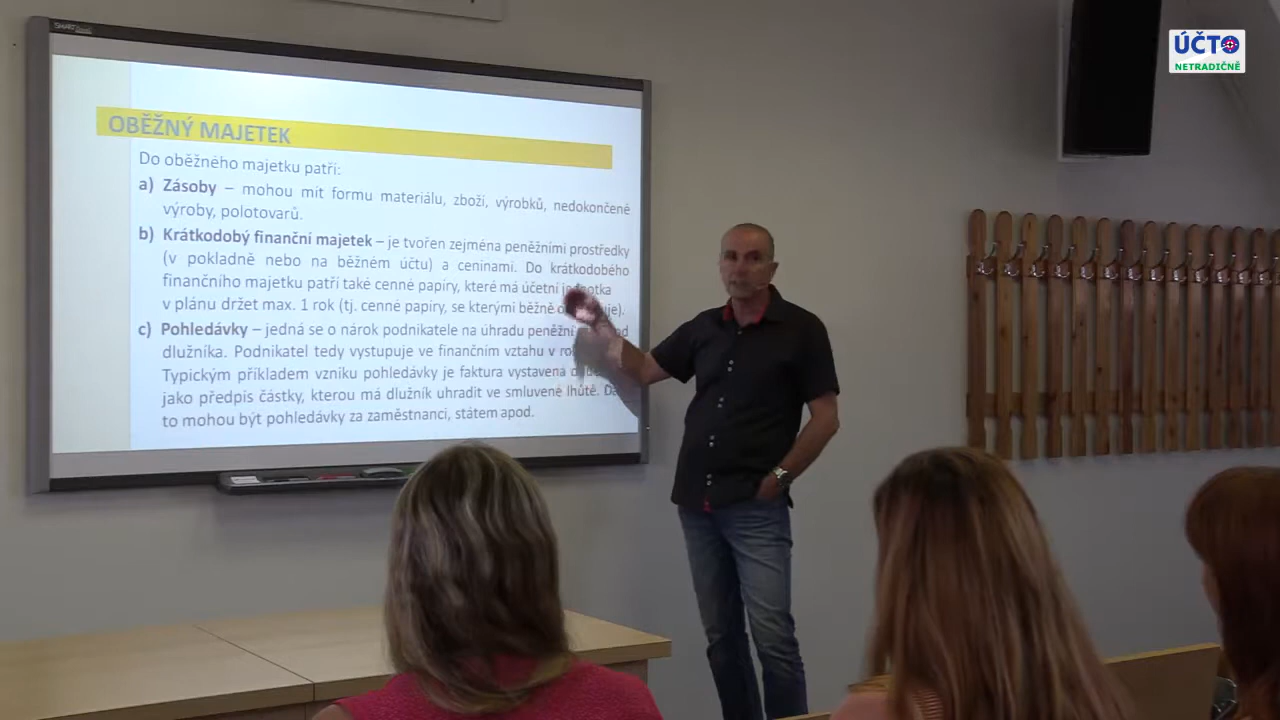 SMART
ÚČTO
NETRADIČNĚ
OBĚŽNÝ MAJETEK
Do oběžného majetku patří:
a) Zásoby – mohou mít formu materiálu, zboží, výrobků, nedokončené
výroby, polotovarů.
b) Krátkodobý finanční majetek – je tvořen zejména peněžními prostředky
(v pokladně nebo na běžném účtu) a ceninami. Do krátkodobého
finančního majetku patří také cenné papíry, které má účetní
v plánu držet max. 1 rok (tj. cenné papíry, se kterými běžně
c) Pohledávky – jedná se o nárok podnikatele na úhradu peněžní
dlužníka. Podnikatel tedy vystupuje ve finančním vztahu v
Typickým příkladem vzniku pohledávky je faktura vystavená
jako předpis částky, kterou má dlužník uhradit ve smluvené lhůtě.
to mohou být pohledávky za zaměstnanci, státem apod.